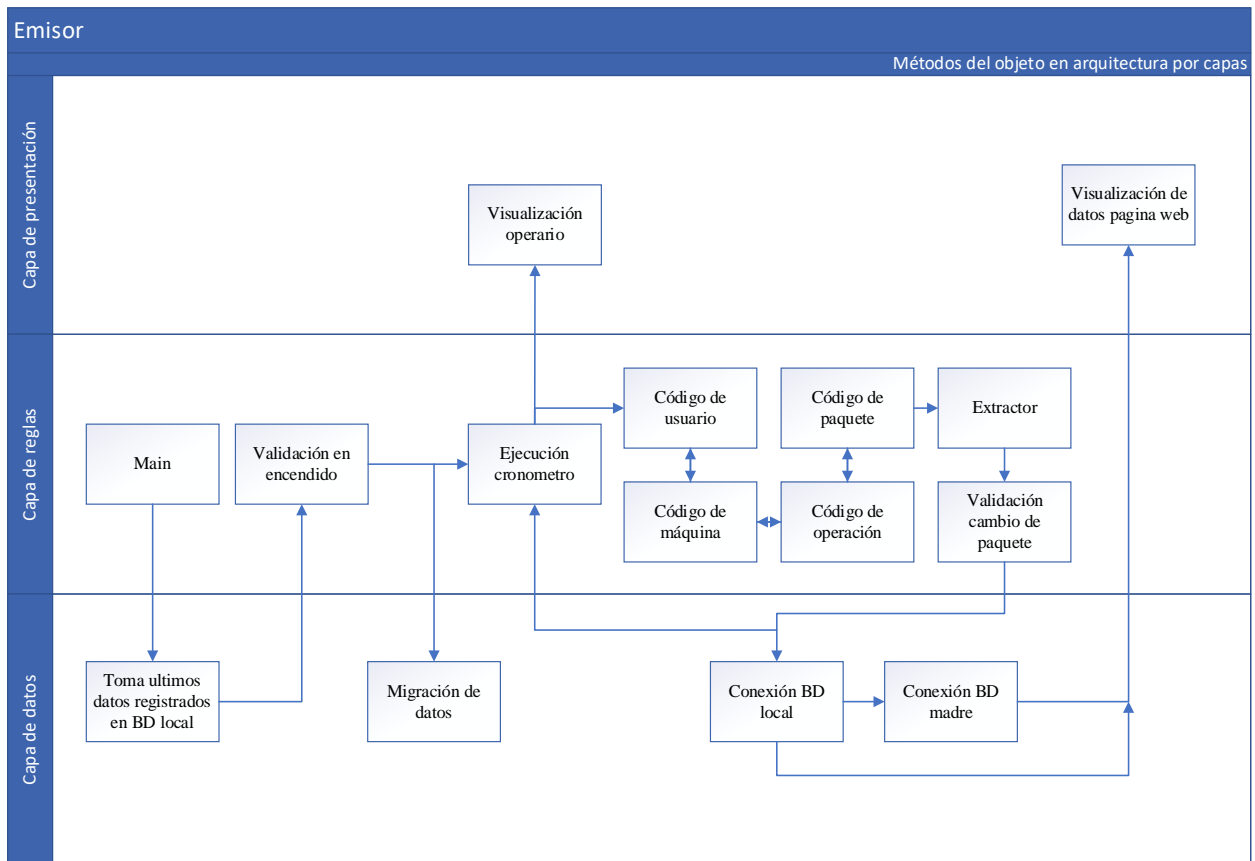 Emisor
Métodos del objeto en arquitectura por capas
Capa de presentación
Visualización
operario
Visualización de
datos pagina web
Capa de reglas
Main
Validación en
encendido
Ejecución
cronometro
Código de
usuario
Código de
paquete
Extractor
Código de
máquina
Código de
operación
Validación
cambio de
paquete
Capa de datos
Toma ultimos
datos registrados
en BD local
Migración de
datos
Conexión BD
local
Conexión BD
madre